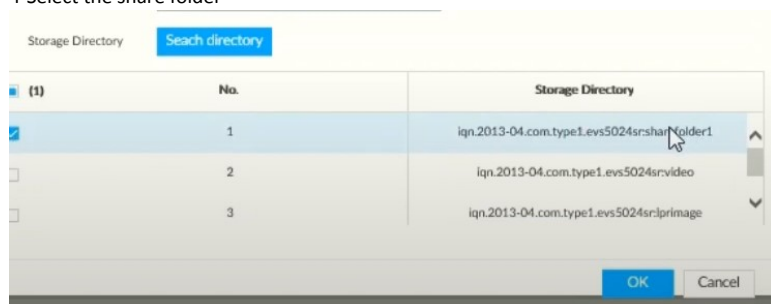 Storage Directory Seach directory
(1) No. Storage Directory
1 iqn.2013-04.com.type1.evs5024sr:sharefolder1
2 iqn.2013-04.com.type1.evs5024sr:video
3 iqn.2013-04.com.type1.evs5024sr:lprimage
OK Cancel